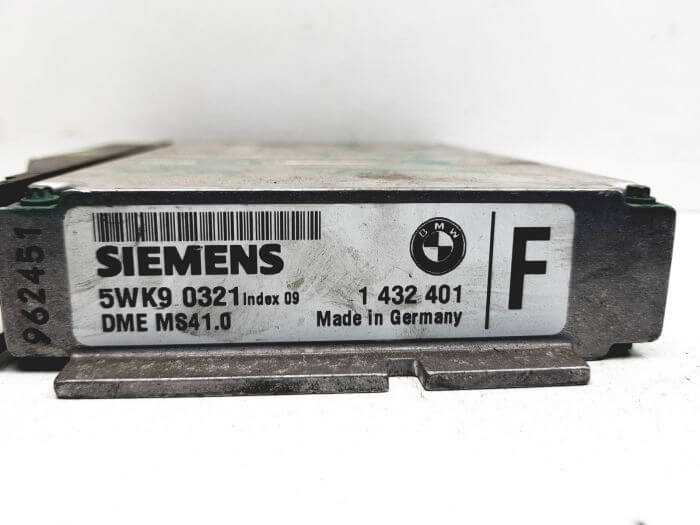 SIEMENS
BMW
F
5WK9 0321 Index 09
1 432 401
DME MS41.0
Made in Germany
962451